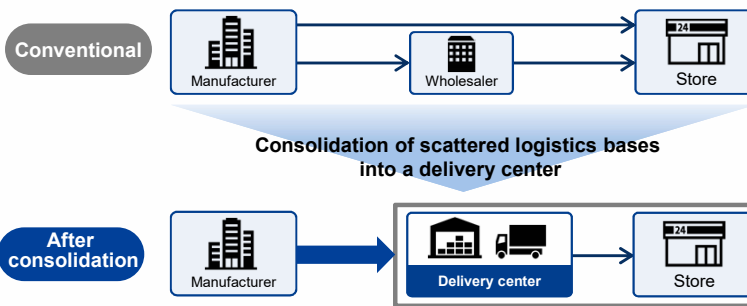 Conventional
Manufacturer
Wholesaler
24
Store
Consolidation of scattered logistics bases
into a delivery center
After
consolidation
Manufacturer
Delivery center
24
Store